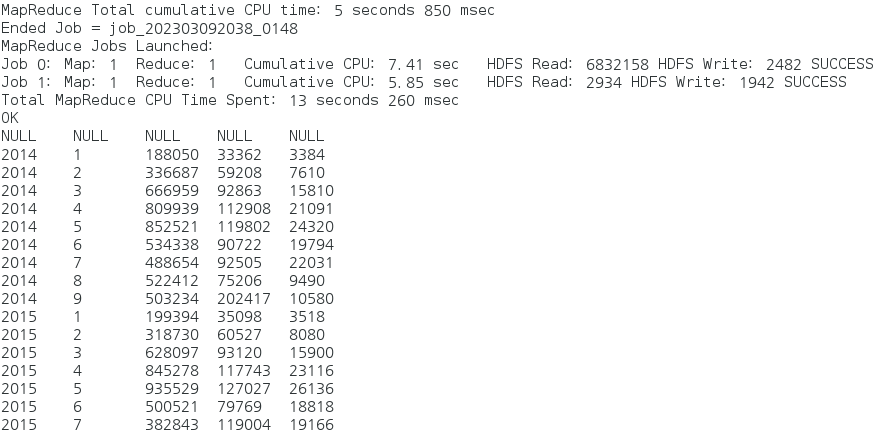 MapReduce Total cumulative CPU time: 5 seconds 850 msec
Ended Job = job_202303092038_0148
MapReduce Jobs Launched:
Job 0: Map: 1  Reduce: 1   Cumulative CPU: 7.41 sec   HDFS Read: 6832158 HDFS Write: 2482 SUCCESS
Job 1: Map: 1  Reduce: 1   Cumulative CPU: 5.85 sec   HDFS Read: 2934 HDFS Write: 1942 SUCCESS
Total MapReduce CPU Time Spent: 13 seconds 260 msec
OK
NULL	NULL	NULL	NULL	NULL
2014	1	188050	33362	3384
2014	2	336687	59208	7610
2014	3	666959	92863	15810
2014	4	809939	112908	21091
2014	5	852521	119802	24320
2014	6	534338	90722	19794
2014	7	488654	92505	22031
2014	8	522412	75206	9490
2014	9	503234	202417	10580
2015	1	199394	35098	3518
2015	2	318730	60527	8080
2015	3	628097	93120	15900
2015	4	845278	117743	23116
2015	5	935529	127027	26136
2015	6	500521	79769	18818
2015	7	382843	119004	19166